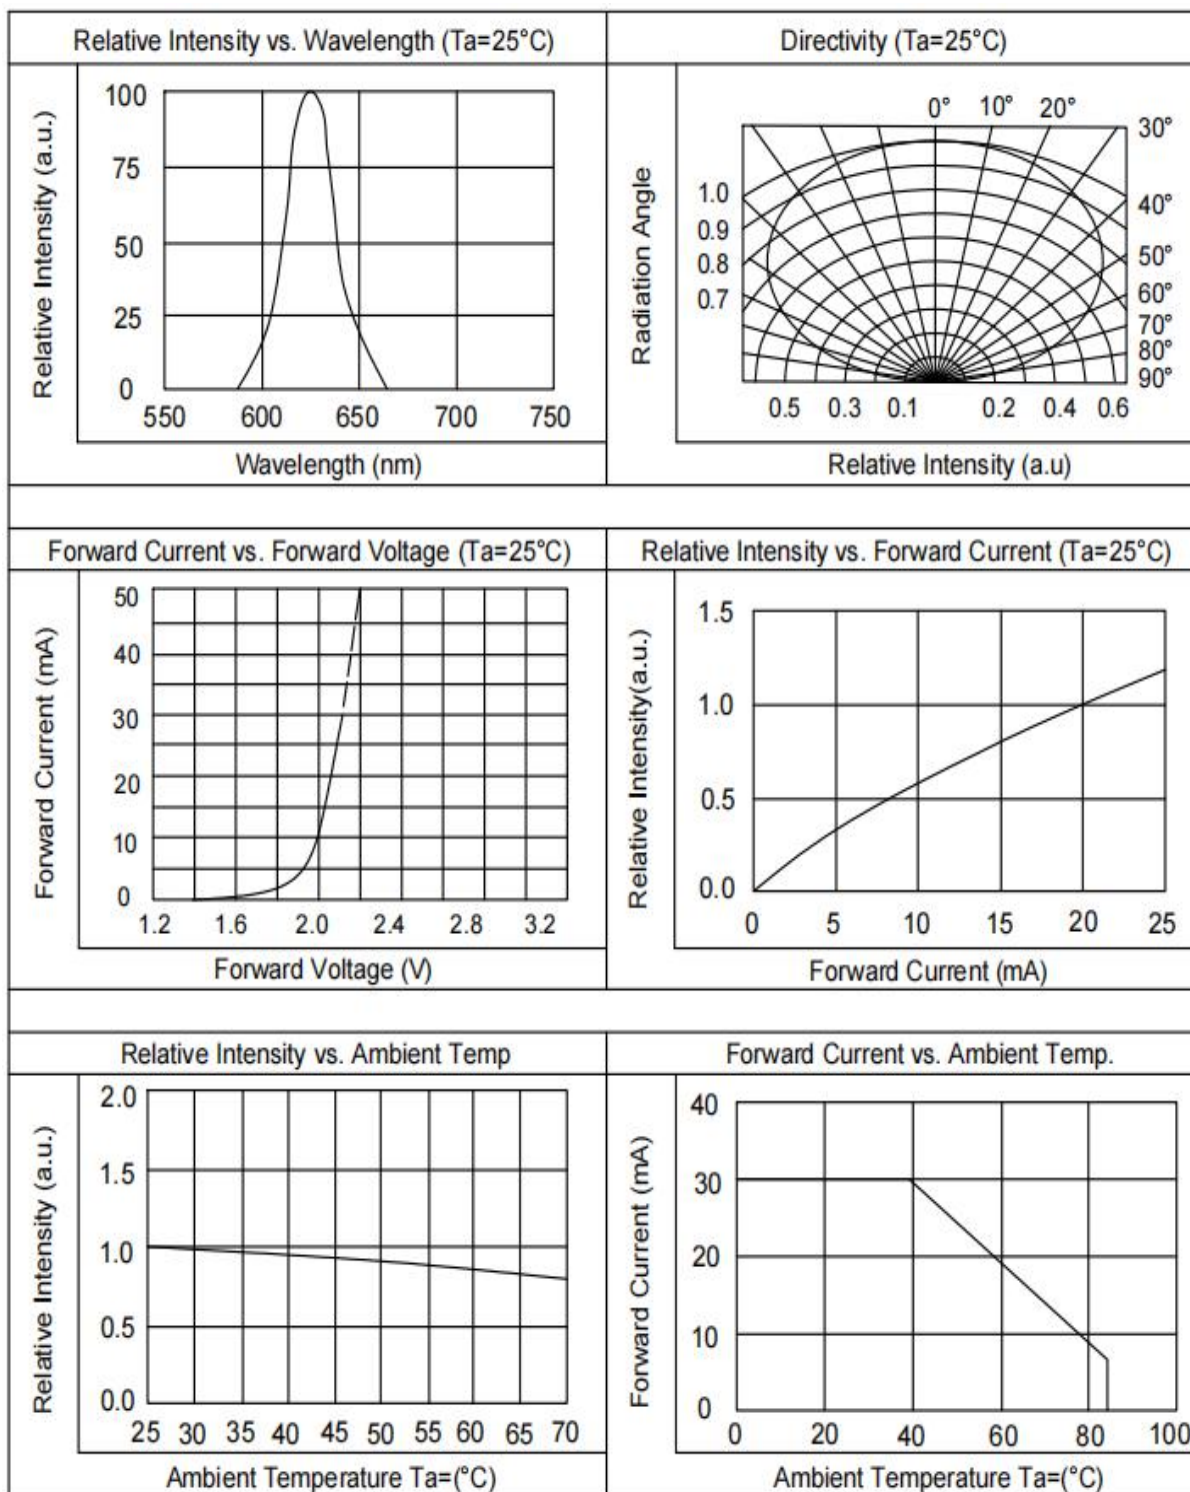 Relative Intensity vs. Wavelength (Ta=25°C)
Relative Intensity (a.u.)
100
75
50
25
0
550 600 650 700 750
Wavelength (nm)
Directivity (Ta=25°C)
Radiation Angle
0° 10° 20°
30°
40°
50°
60°
70°
80°
90°
1.0
0.9
0.8
0.7
0.5 0.3 0.1 0.2 0.4 0.6
Relative Intensity (a.u)
Forward Current vs. Forward Voltage (Ta=25°C)
Forward Current (mA)
50
40
30
20
10
0
1.2 1.6 2.0 2.4 2.8 3.2
Forward Voltage (V)
Relative Intensity vs. Forward Current (Ta=25°C)
Relative Intensity(a.u.)
1.5
1.0
0.5
0.0
0 5 10 15 20 25
Forward Current (mA)
Relative Intensity vs. Ambient Temp
Relative Intensity (a.u.)
2.0
1.5
1.0
0.5
0.0
25 30 35 40 45 50 55 60 65 70
Ambient Temperature Ta=(°C)
Forward Current vs. Ambient Temp.
Forward Current (mA)
40
30
20
10
0
0 20 40 60 80 100
Ambient Temperature Ta=(°C)